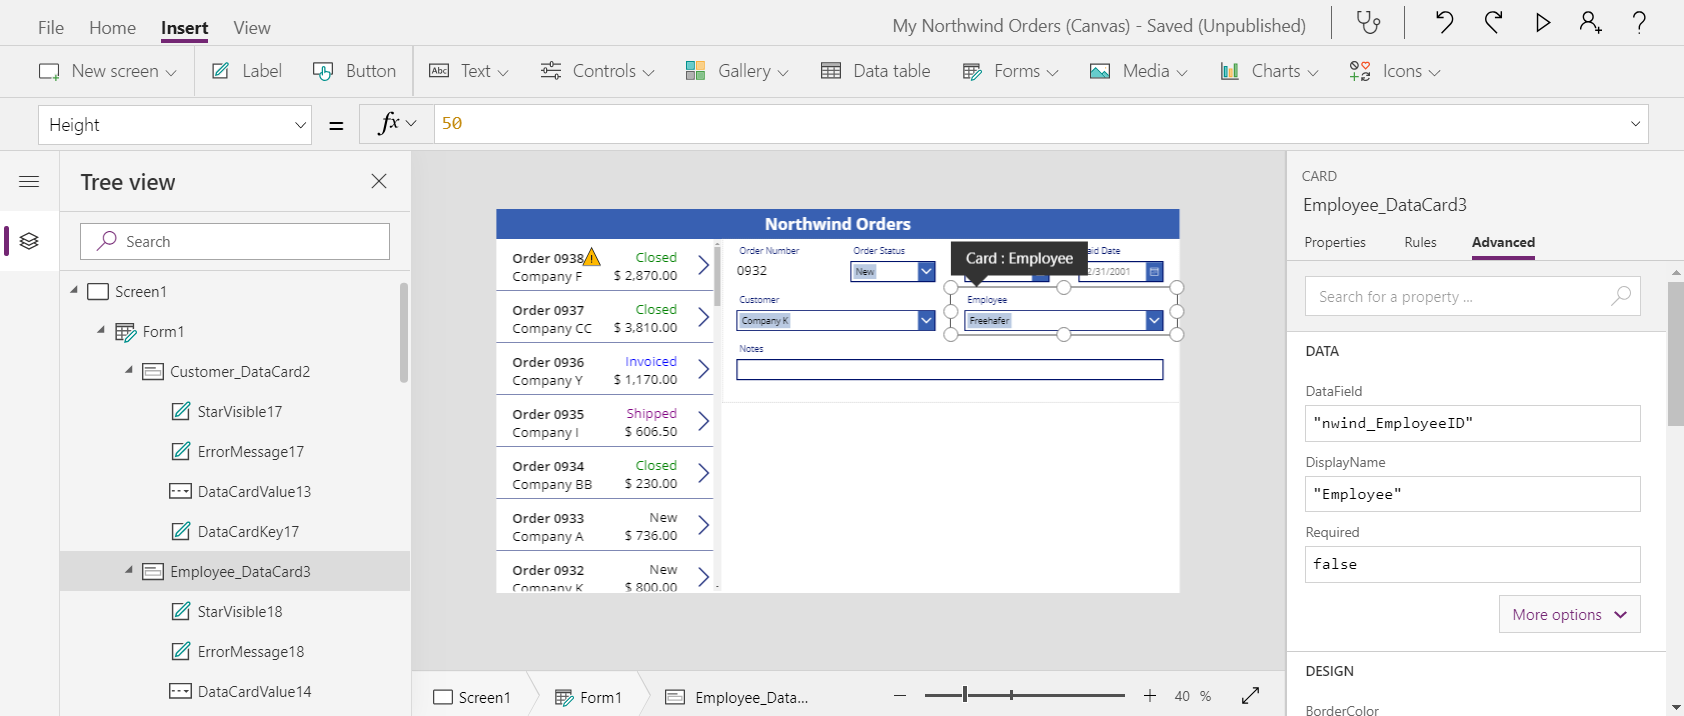 File Home Insert View
My Northwind Orders (Canvas) - Saved (Unpublished)
?
New screen Label Button Abc Text Controls Gallery Data table Forms Media Charts Icons
Height = fx 50
Tree view
Search
Screen1
Form1
Customer_DataCard2
StarVisible17
ErrorMessage17
DataCardValue13
DataCardKey17
Employee_DataCard3
StarVisible18
ErrorMessage18
DataCardValue14
Northwind Orders
Order 0938 Closed
Company F $ 2,870.00
Order 0937 Closed
Company CC $ 3,810.00
Order 0936 Invoiced
Company Y $ 1,170.00
Order 0935 Shipped
Company I $ 606.50
Order 0934 Closed
Company BB $ 230.00
Order 0933 New
Company A $ 736.00
Order 0932 New
Company K $ 800.00
Order Number Order Status aid Date
0932 New 2/31/2001
Card : Employee
Customer Employee
Company K Freehafer
Notes
Screen1 Form1 Employee_Data...
40 %
CARD
Employee_DataCard3
Properties Rules Advanced
Search for a property ...
DATA
DataField
"nwind_EmployeeID"
DisplayName
"Employee"
Required
false
More options
DESIGN
BorderColor